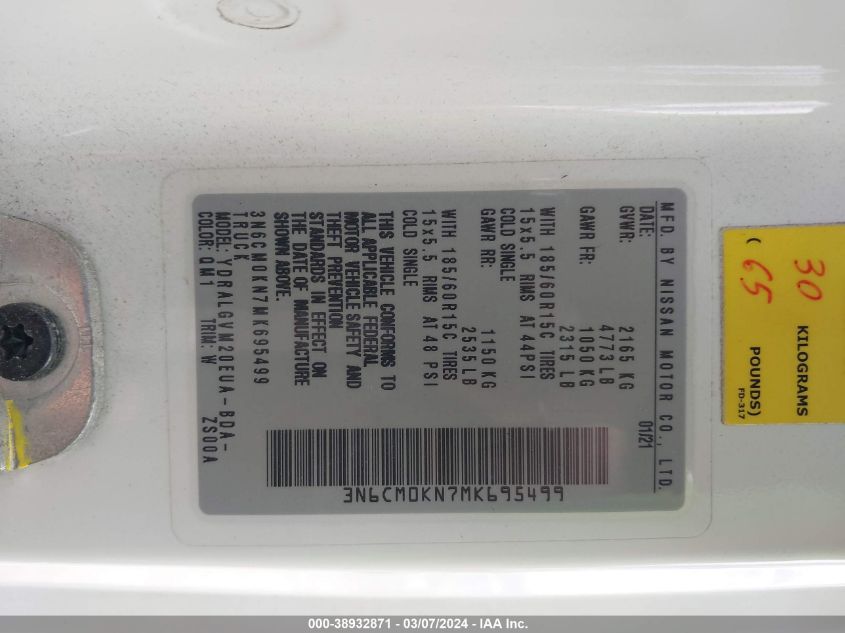 MFD. BY NISSAN MOTOR CO., LTD.
DATE: 01/21
GVWR: 2165 KG
4773 LB
GAWR FR: 1050 KG
2315 LB
WITH 185/60R15C TIRES
15x5.5 RIMS AT 44PSI
COLD SINGLE
GAWR RR: 1150 KG
2535 LB
WITH 185/60R15C TIRES
15x5.5 RIMS AT 48 PSI
COLD SINGLE
THIS VEHICLE CONFORMS TO
ALL APPLICABLE FEDERAL
MOTOR VEHICLE SAFETY AND
THEFT PREVENTION
STANDARDS IN EFFECT ON
THE DATE OF MANUFACTURE
SHOWN ABOVE.
3N6CM0KN7MK695499
TRUCK
MODEL: YDRALGVM20EUA-BDA-
ZS00A
COLOR: QM1 TRIM: W
3N6CM0KN7MK695499
30 KILOGRAMS
( 65 POUNDS)
FD-317
000-38932871 - 03/07/2024 - IAA Inc.